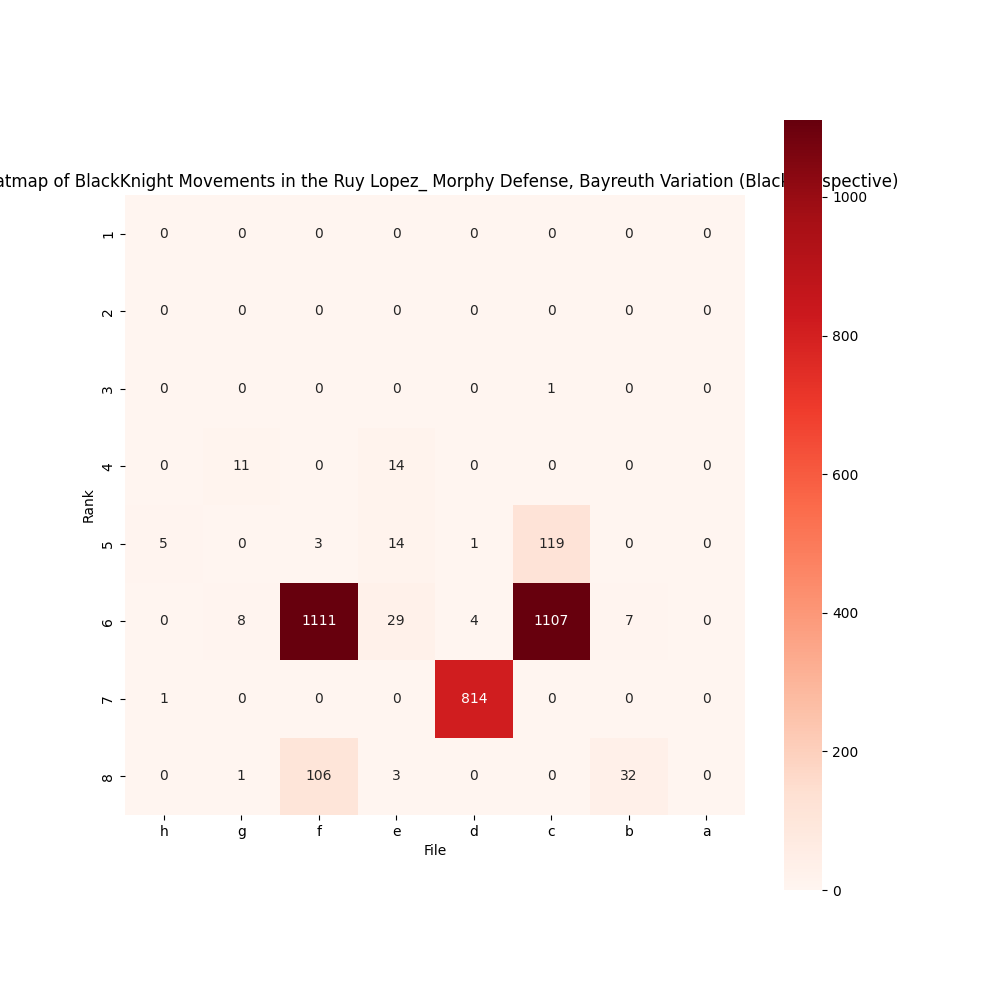 atmap of BlackKnight Movements in the Ruy Lopez_ Morphy Defense, Bayreuth Variation (Black spective)
1 0 0 0 0 0 0 0 0
2 0 0 0 0 0 0 0 0
3 0 0 0 0 0 1 0 0
4 0 11 0 14 0 0 0 0
5 5 0 3 14 1 119 0 0
6 0 8 1111 29 4 1107 7 0
7 1 0 0 0 814 0 0 0
8 0 1 106 3 0 0 32 0
h g f e d c b a
File
Rank
1000
800
600
400
200
0